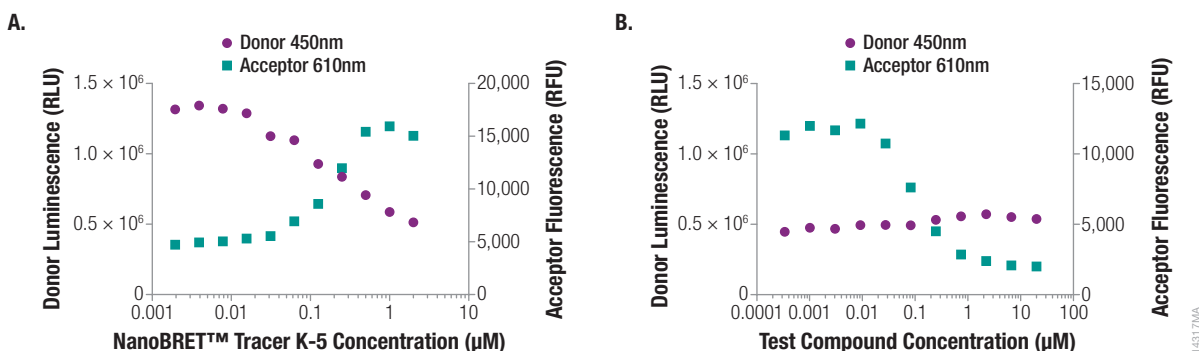 A.
Donor 450nm
Acceptor 610nm
Donor Luminescence (RLU)
1.5 × 10⁶
1.0 × 10⁶
0.5 × 10⁶
0
20,000
15,000
10,000
5,000
0
Acceptor Fluorescence (RFU)
0.001
0.01
0.1
1
10
NanoBRET™ Tracer K-5 Concentration (µM)
B.
Donor 450nm
Acceptor 610nm
Donor Luminescence (RLU)
1.5 × 10⁶
1.0 × 10⁶
0.5 × 10⁶
0
15,000
10,000
5,000
0
Acceptor Fluorescence (RFU)
0.0001
0.001
0.01
0.1
1
10
100
Test Compound Concentration (µM)